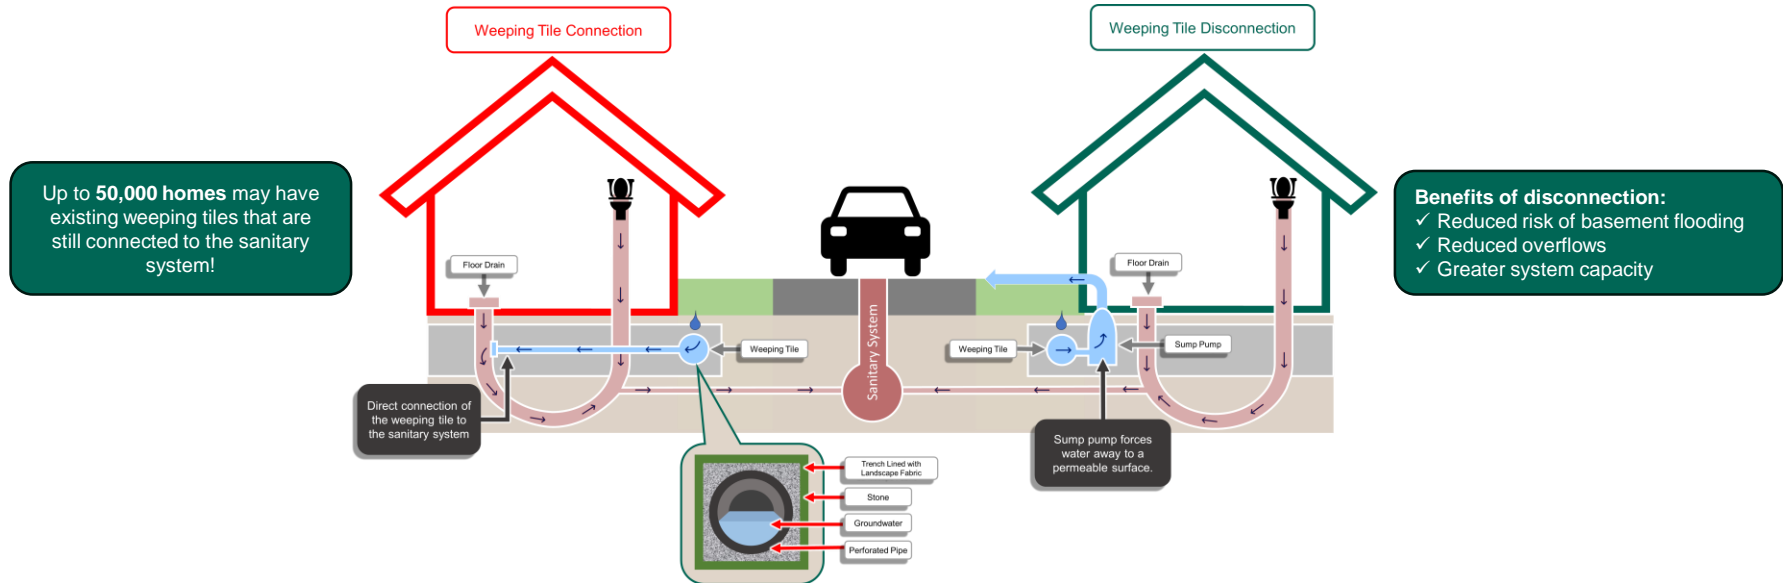 Weeping Tile Connection
Weeping Tile Disconnection
Up to 50,000 homes may have
existing weeping tiles that are
still connected to the sanitary
system!
Benefits of disconnection:
✓ Reduced risk of basement flooding
✓ Reduced overflows
✓ Greater system capacity
Floor Drain
Weeping Tile
Direct connection of
the weeping tile to
the sanitary system
Sanitary System
Floor Drain
Weeping Tile
Sump Pump
Sump pump forces
water away to a
permeable surface.
Trench Lined with
Landscape Fabric
Stone
Groundwater
Perforated Pipe